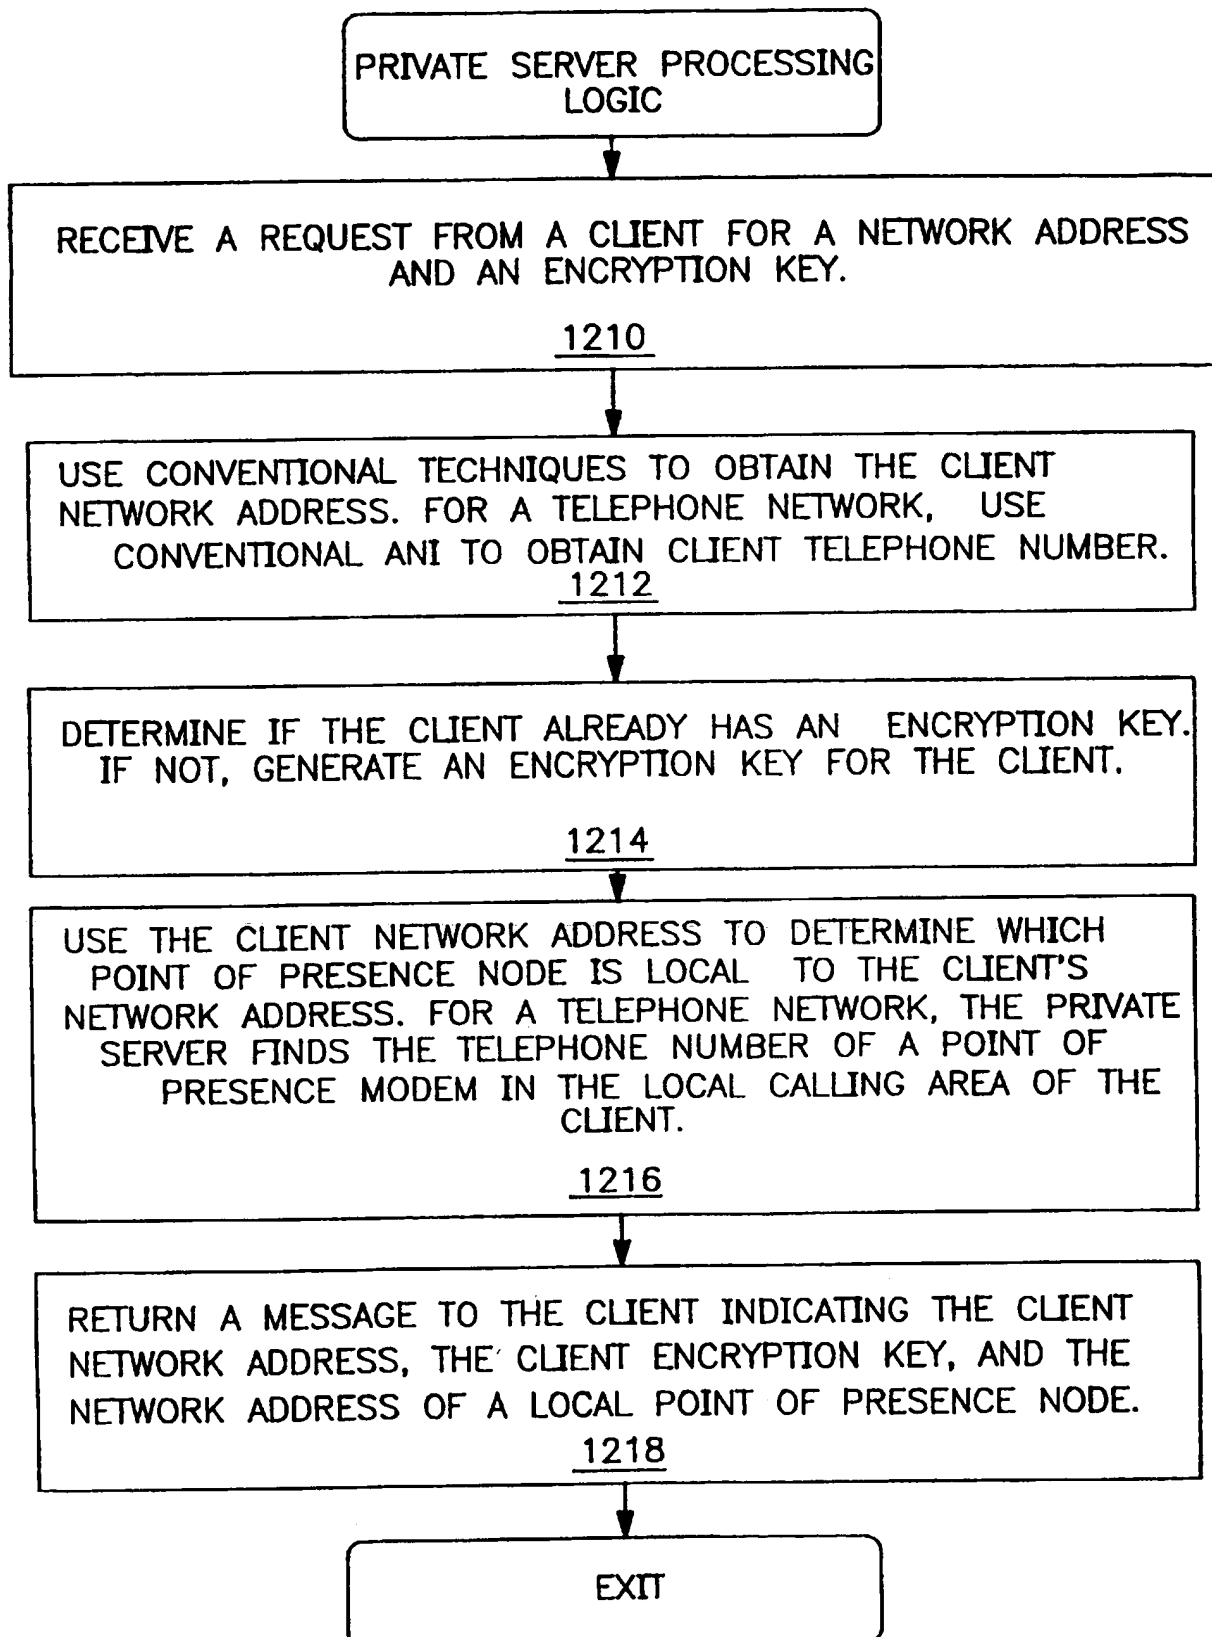 PRIVATE SERVER PROCESSING
LOGIC
RECEIVE A REQUEST FROM A CLIENT FOR A NETWORK ADDRESS
AND AN ENCRYPTION KEY.
1210
USE CONVENTIONAL TECHNIQUES TO OBTAIN THE CLIENT
NETWORK ADDRESS. FOR A TELEPHONE NETWORK, USE
CONVENTIONAL ANI TO OBTAIN CLIENT TELEPHONE NUMBER.
1212
DETERMINE IF THE CLIENT ALREADY HAS AN ENCRYPTION KEY.
IF NOT, GENERATE AN ENCRYPTION KEY FOR THE CLIENT.
1214
USE THE CLIENT NETWORK ADDRESS TO DETERMINE WHICH
POINT OF PRESENCE NODE IS LOCAL TO THE CLIENT'S
NETWORK ADDRESS. FOR A TELEPHONE NETWORK, THE PRIVATE
SERVER FINDS THE TELEPHONE NUMBER OF A POINT OF
PRESENCE MODEM IN THE LOCAL CALLING AREA OF THE
CLIENT.
1216
RETURN A MESSAGE TO THE CLIENT INDICATING THE CLIENT
NETWORK ADDRESS, THE CLIENT ENCRYPTION KEY, AND THE
NETWORK ADDRESS OF A LOCAL POINT OF PRESENCE NODE.
1218
EXIT